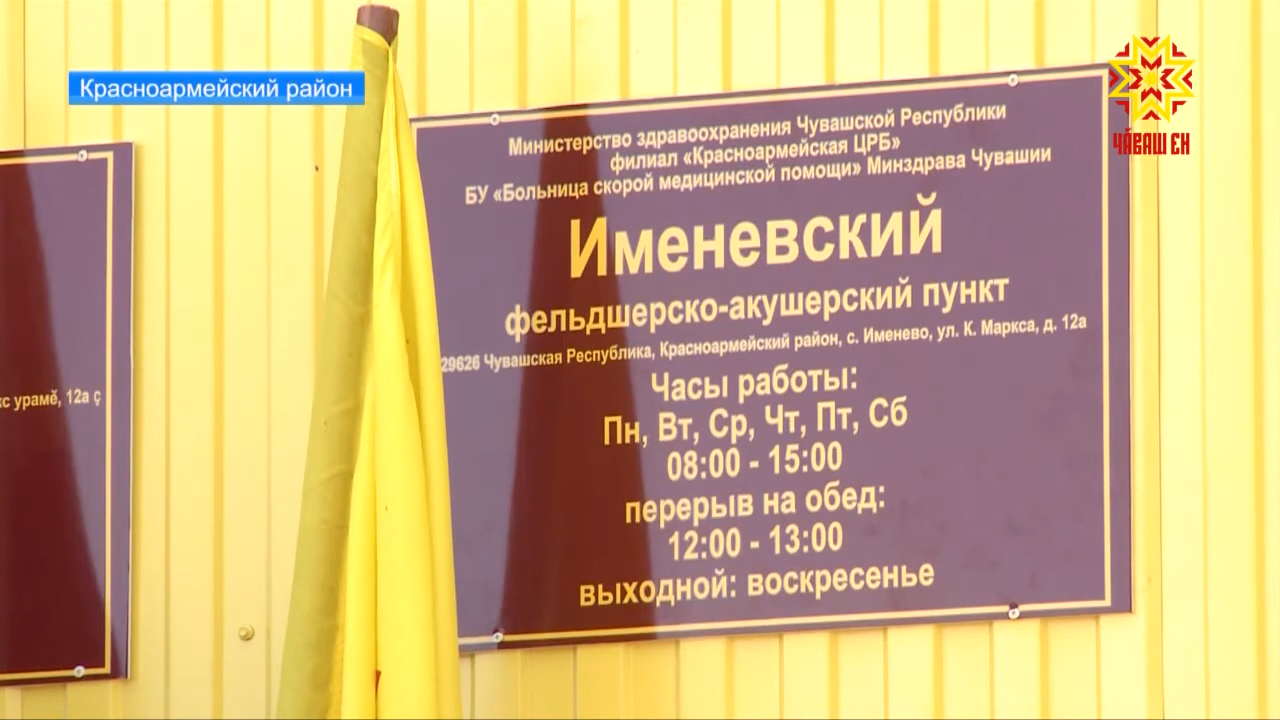 Красноармейский район
ЧӐВАШ ЕН
Министерство здравоохранения Чувашской Республики
филиал «Красноармейская ЦРБ»
БУ «Больница скорой медицинской помощи» Минздрава Чувашии
Именевский
фельдшерско-акушерский пункт
29626 Чувашская Республика, Красноармейский район, с. Именево, ул. К. Маркса, д. 12а
Часы работы:
Пн, Вт, Ср, Чт, Пт, Сб
08:00 - 15:00
перерыв на обед:
12:00 - 13:00
выходной: воскресенье
урамӗ, 12а ҫ